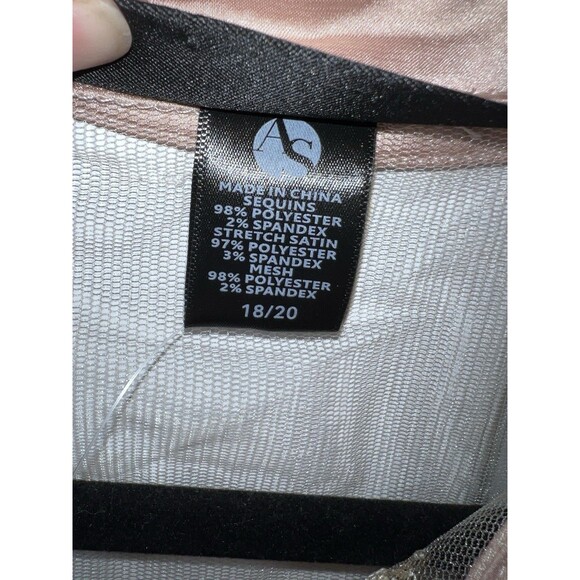 AS
MADE IN CHINA
SEQUINS
98% POLYESTER
2% SPANDEX
STRETCH SATIN
97% POLYESTER
3% SPANDEX
MESH
98% POLYESTER
2% SPANDEX
18/20